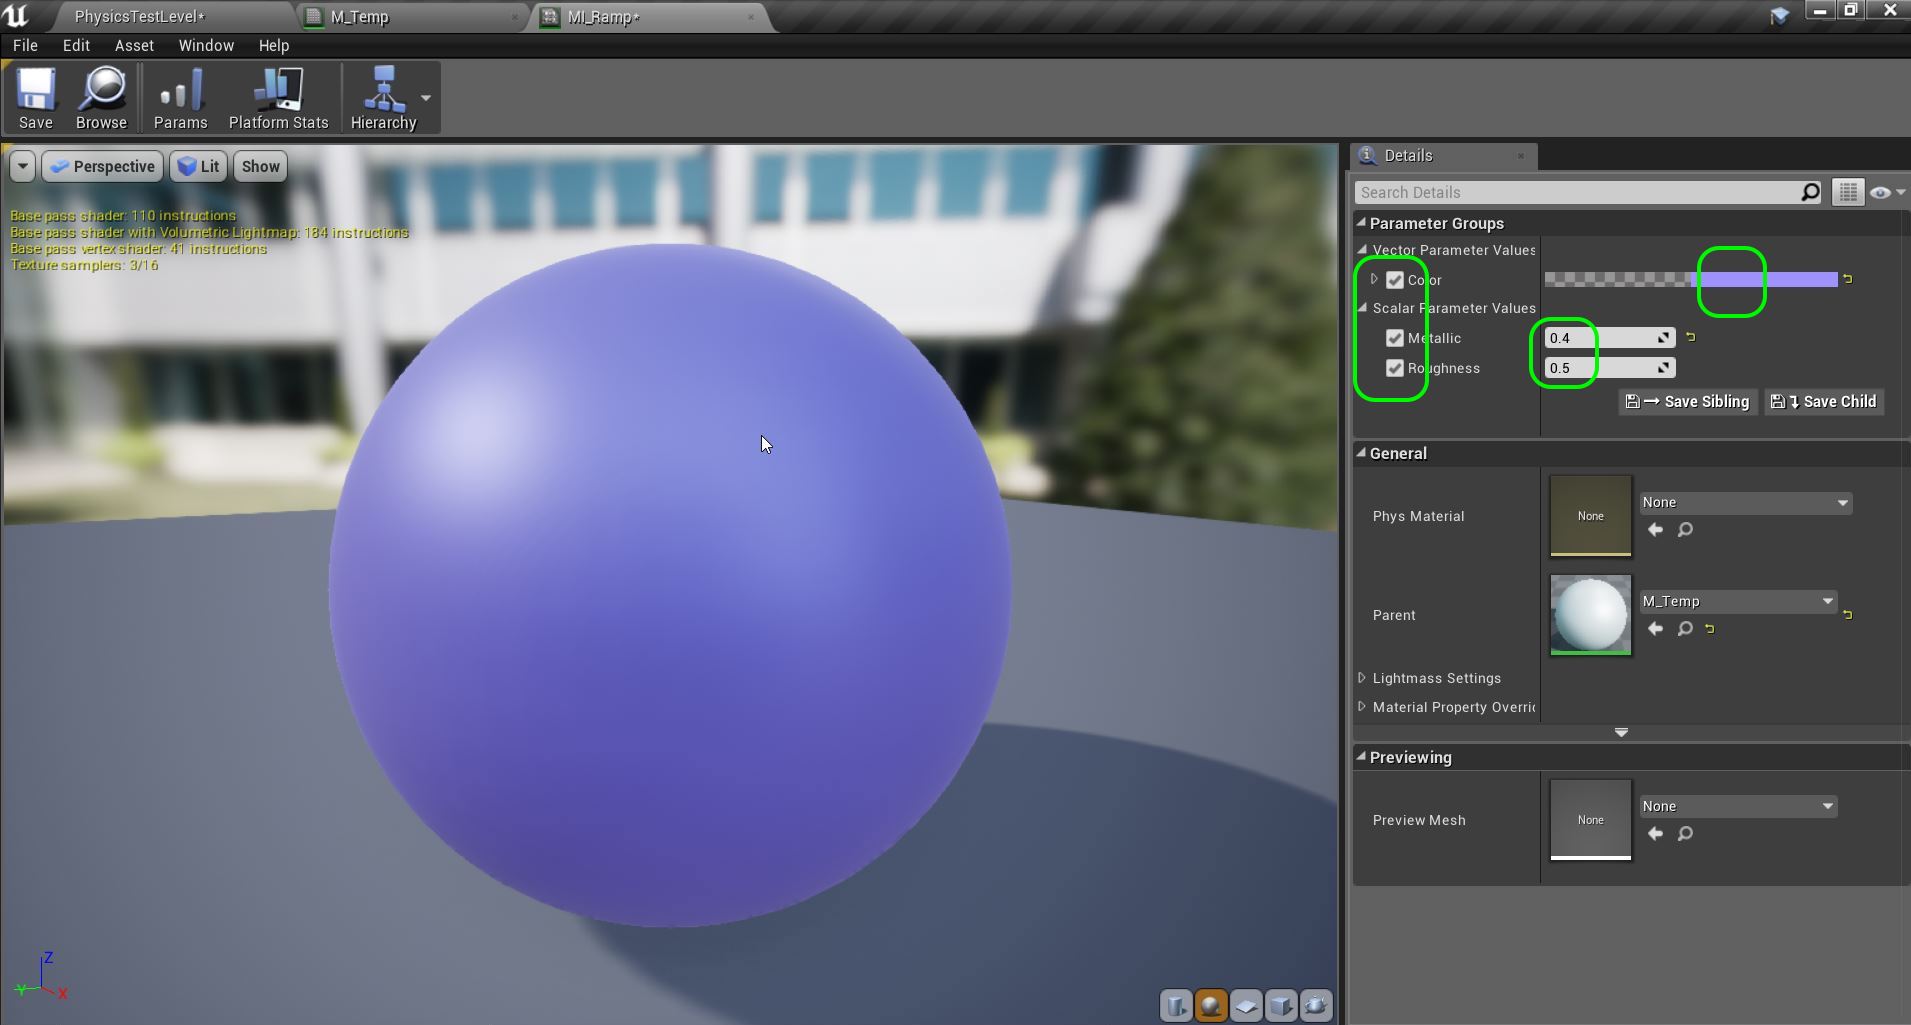 PhysicsTestLevel*
M_Temp
MI_Ramp*
File Edit Asset Window Help
Save Browse Params Platform Stats Hierarchy
Perspective Lit Show
Base pass shader: 110 instructions
Base pass shader with Volumetric Lightmap: 184 instructions
Base pass vertex shader: 41 instructions
Texture samplers: 3/16
Z
Y
X
Details
Search Details
Parameter Groups
Vector Parameter Values
Color
Scalar Parameter Values
Metallic 0.4
Roughness 0.5
Save Sibling Save Child
General
Phys Material None None
Parent M_Temp
Lightmass Settings
Material Property Overri
Previewing
Preview Mesh None None